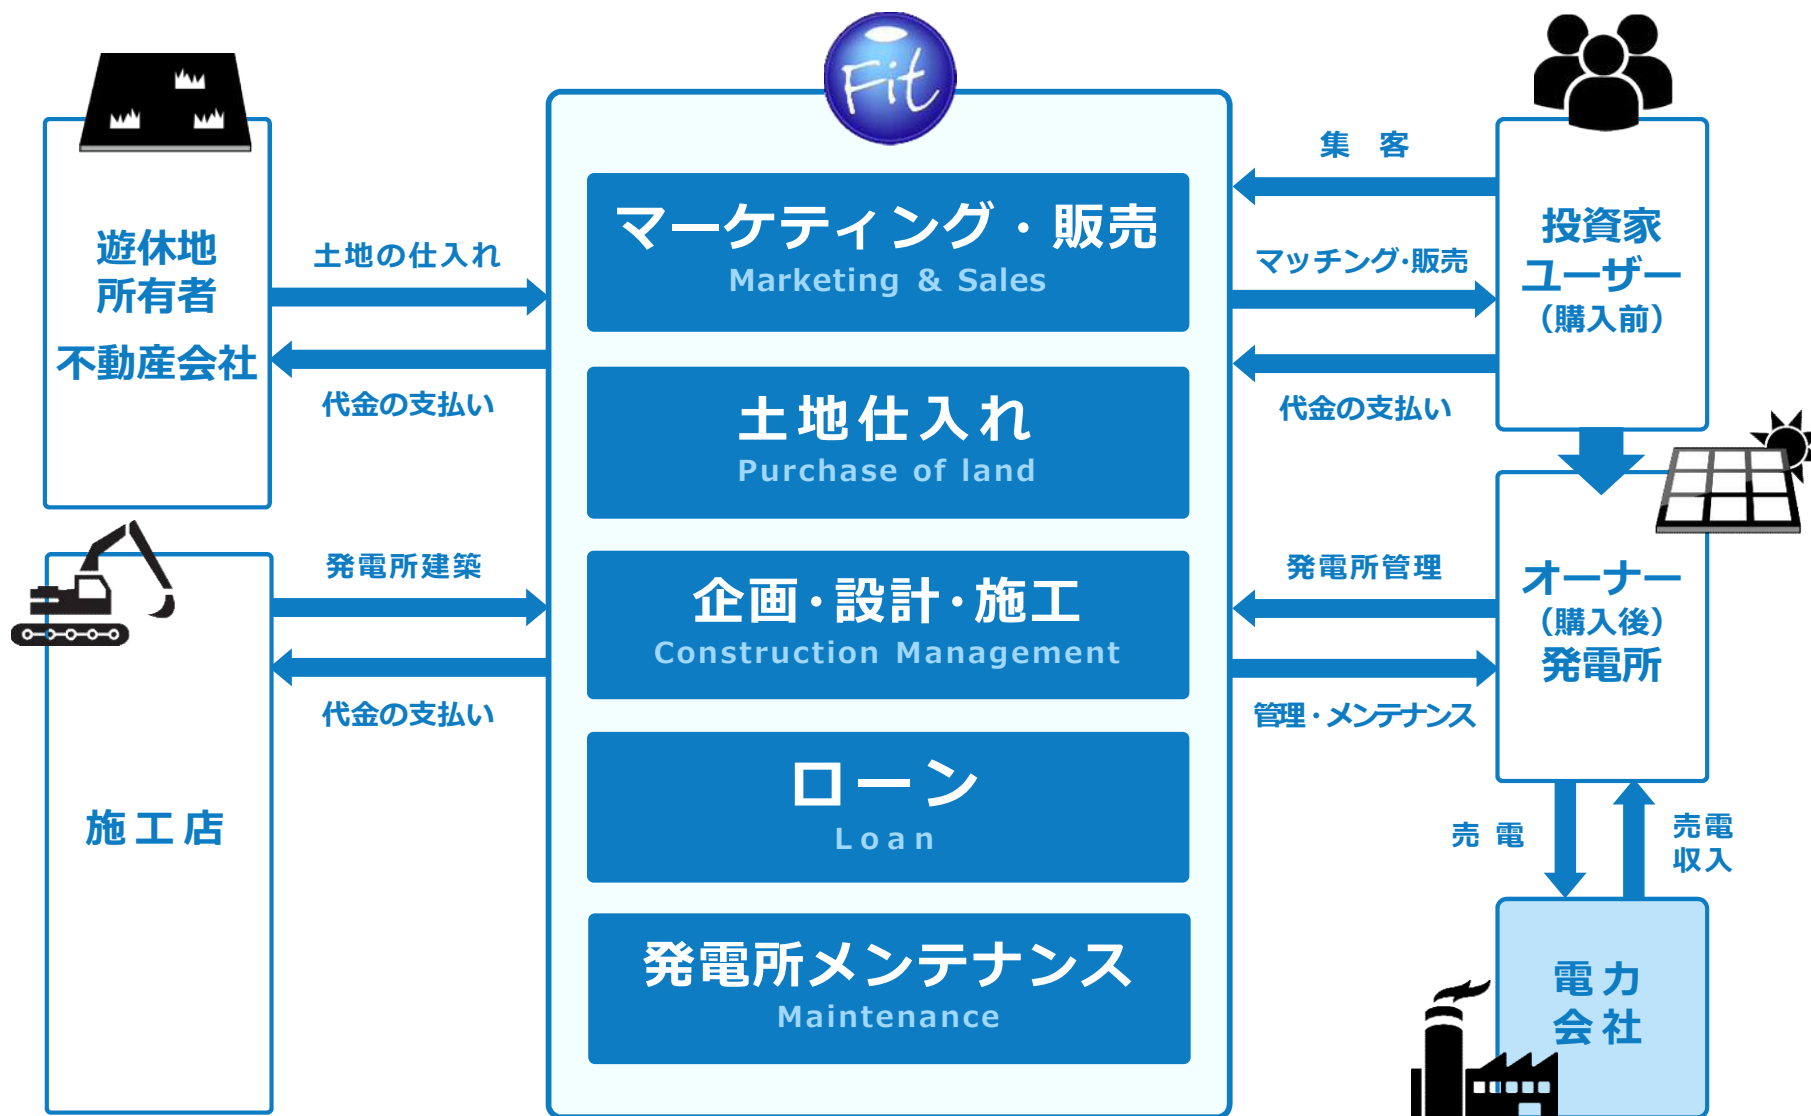 Fit
遊休地
所有者
不動産会社
土地の仕入れ
代金の支払い
施工店
発電所建築
代金の支払い
マーケティング・販売
Marketing & Sales
土地仕入れ
Purchase of land
企画・設計・施工
Construction Management
ローン
Loan
発電所メンテナンス
Maintenance
集 客
マッチング・販売
代金の支払い
投資家
ユーザー
（購入前）
発電所管理
管理・メンテナンス
オーナー
（購入後）
発電所
売 電
売電
収入
電力
会社